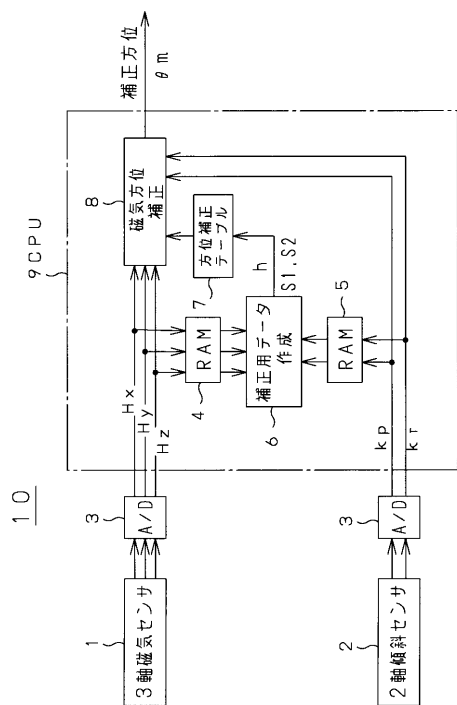 10
9CPU
1
3軸磁気センサ
3
A/D
Hx
Hy
Hz
4
RAM
8
磁気方位
補正
補正方位
θm
7
方位補正
テーブル
h
S1,S2
6
補正用データ
作成
5
RAM
2
2軸傾斜センサ
3
A/D
kp
kr